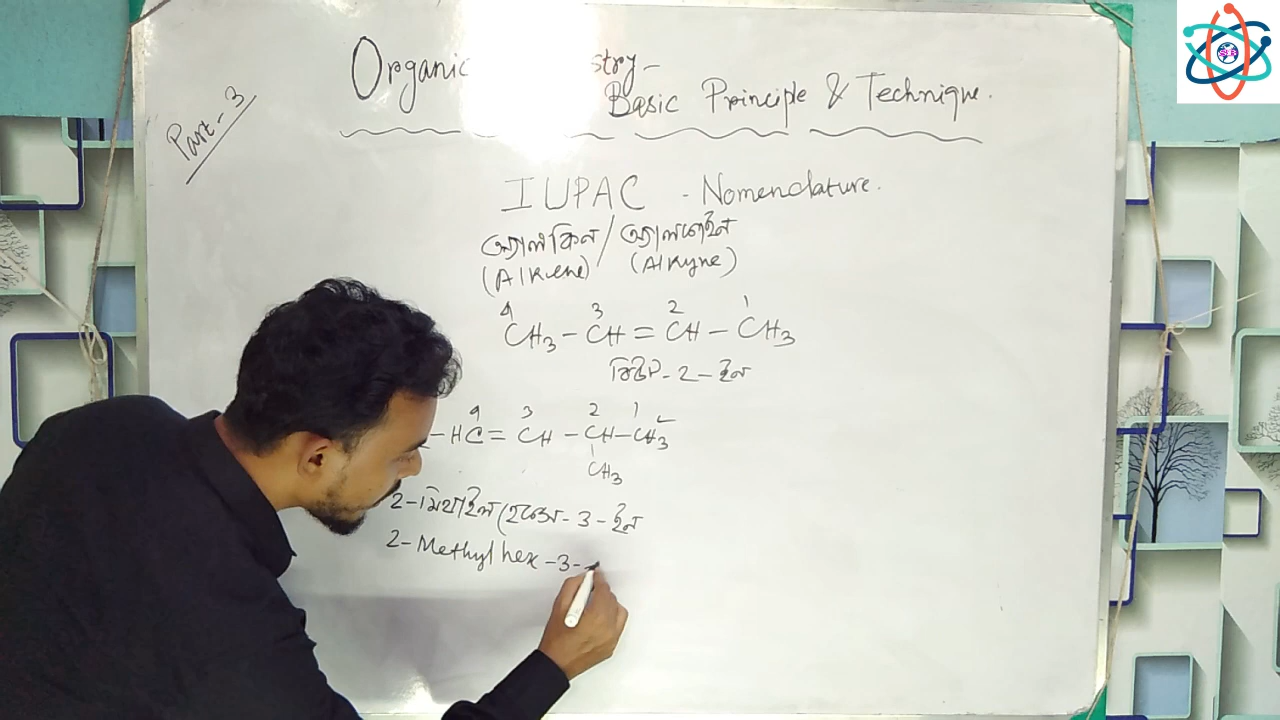 Part-3
Organic stry-
Basic Principle & Technique.
IUPAC - Nomenclature.
অ্যালকিন/অ্যালকাইন
(Alkene) (Alkyne)
4 3 2 1
CH3 - CH = CH - CH3
বিউট-2-ইন
4 3 2 1
-HC = CH - CH - CH3
CH3
2-মিথাইল হেক্স-3-ইন
2-Methyl hex-3-